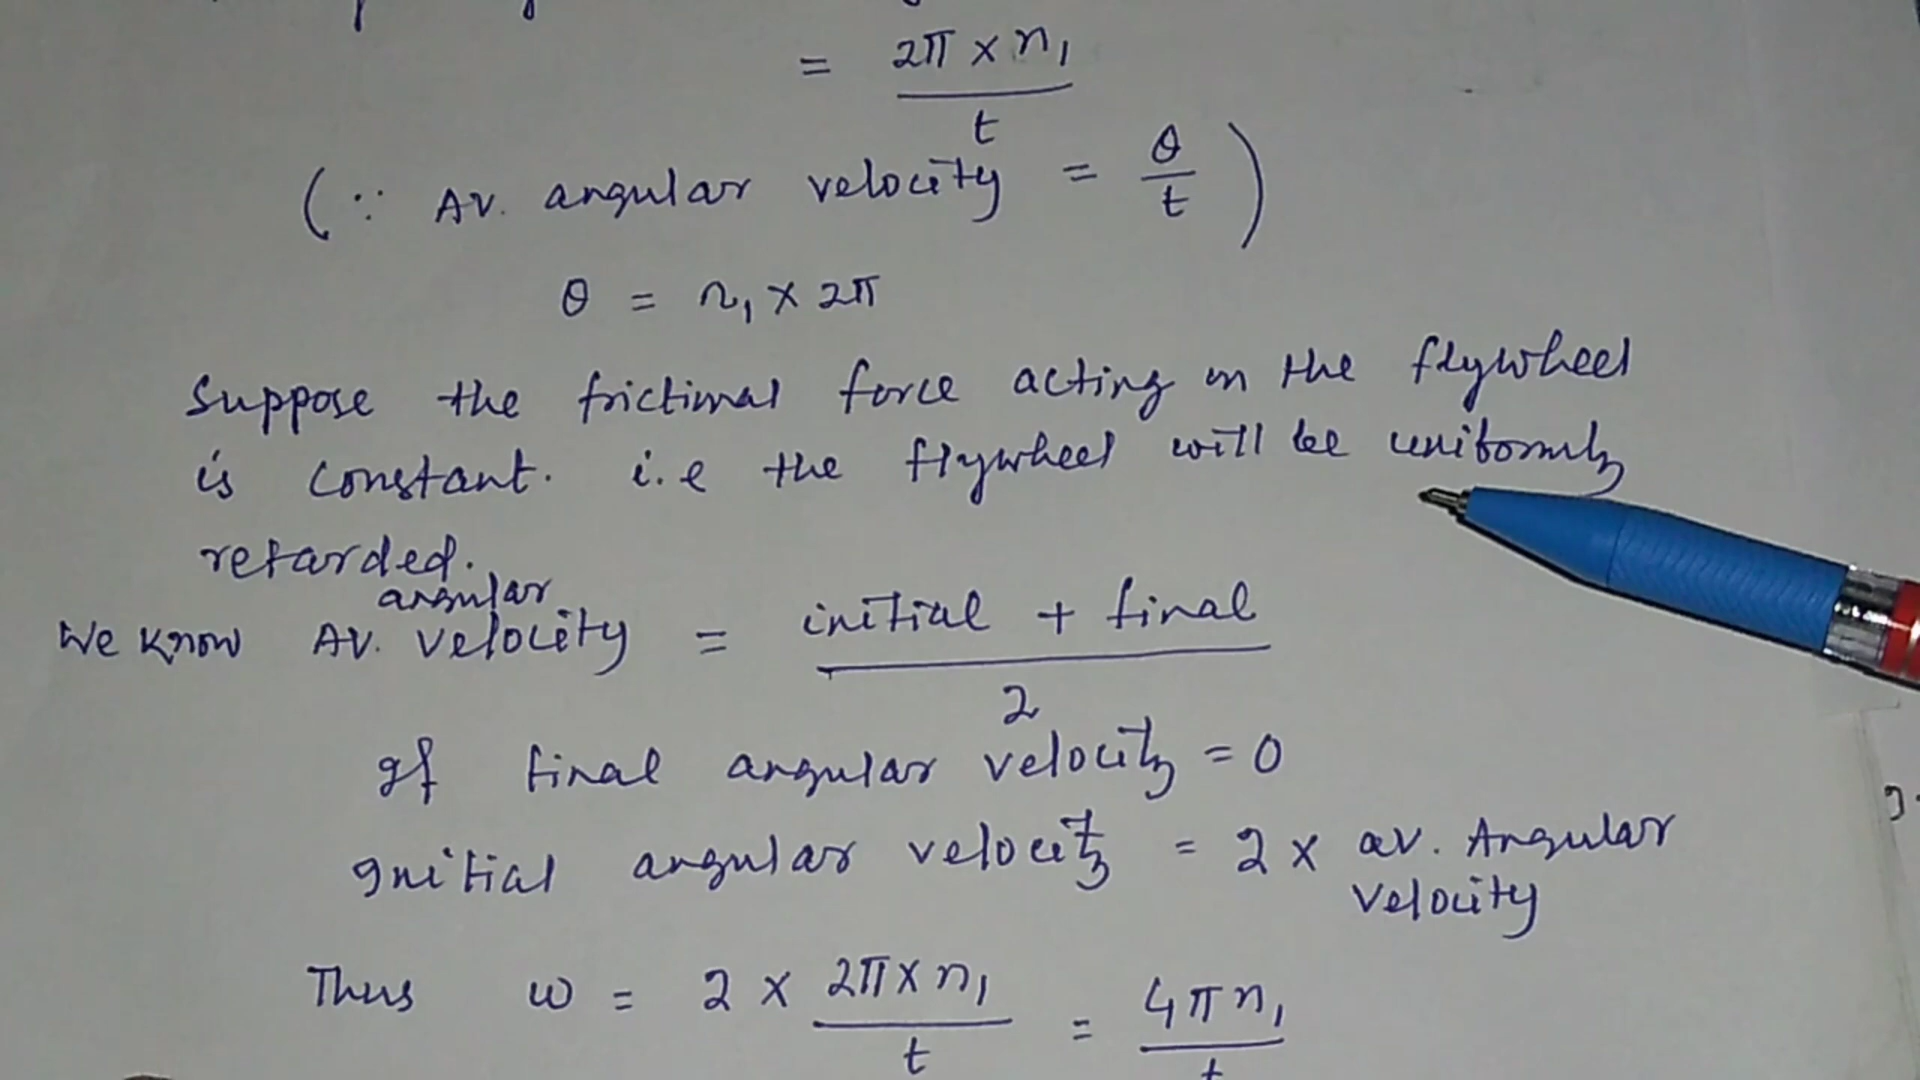 = 2π × n₁ / t
(∵ Av. angular velocity = θ / t )
θ = n₁ × 2π
Suppose the frictional force acting on the flywheel
is constant. i.e the flywheel will be uniformly
retarded.
We know Av. angular velocity = initial + final / 2
If final angular velocity = 0
Initial angular velocity = 2 × av. Angular
velocity
Thus ω = 2 × 2π × n₁ / t = 4πn₁ / t